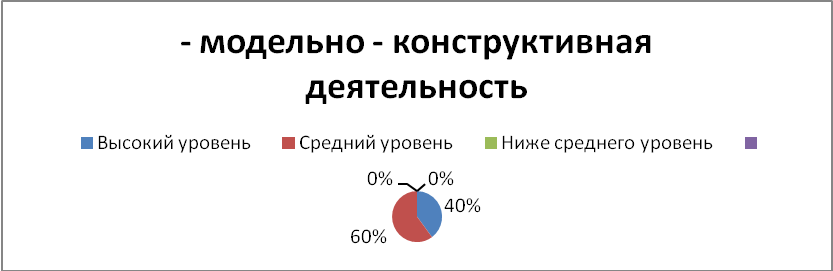 - модельно - конструктивная
деятельность
Высокий уровень Средний уровень Ниже среднего уровень
0% 0%
40%
60%